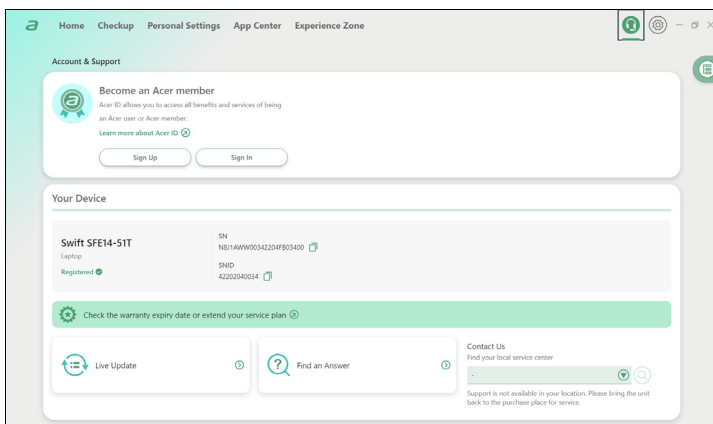 a
Home Checkup Personal Settings App Center Experience Zone
Account & Support
Become an Acer member
Acer ID allows you to access all benefits and services of being
an Acer user or Acer member.
Learn more about Acer ID
Sign Up Sign In
Your Device
Swift SFE14-51T
Laptop
Registered
SN
N8J1AWW00342204FB03400
SNID
42202040034
Check the warranty expiry date or extend your service plan
Live Update
Find an Answer
Contact Us
Find your local service center
-
Support is not available in your location. Please bring the unit
back to the purchase place for service.